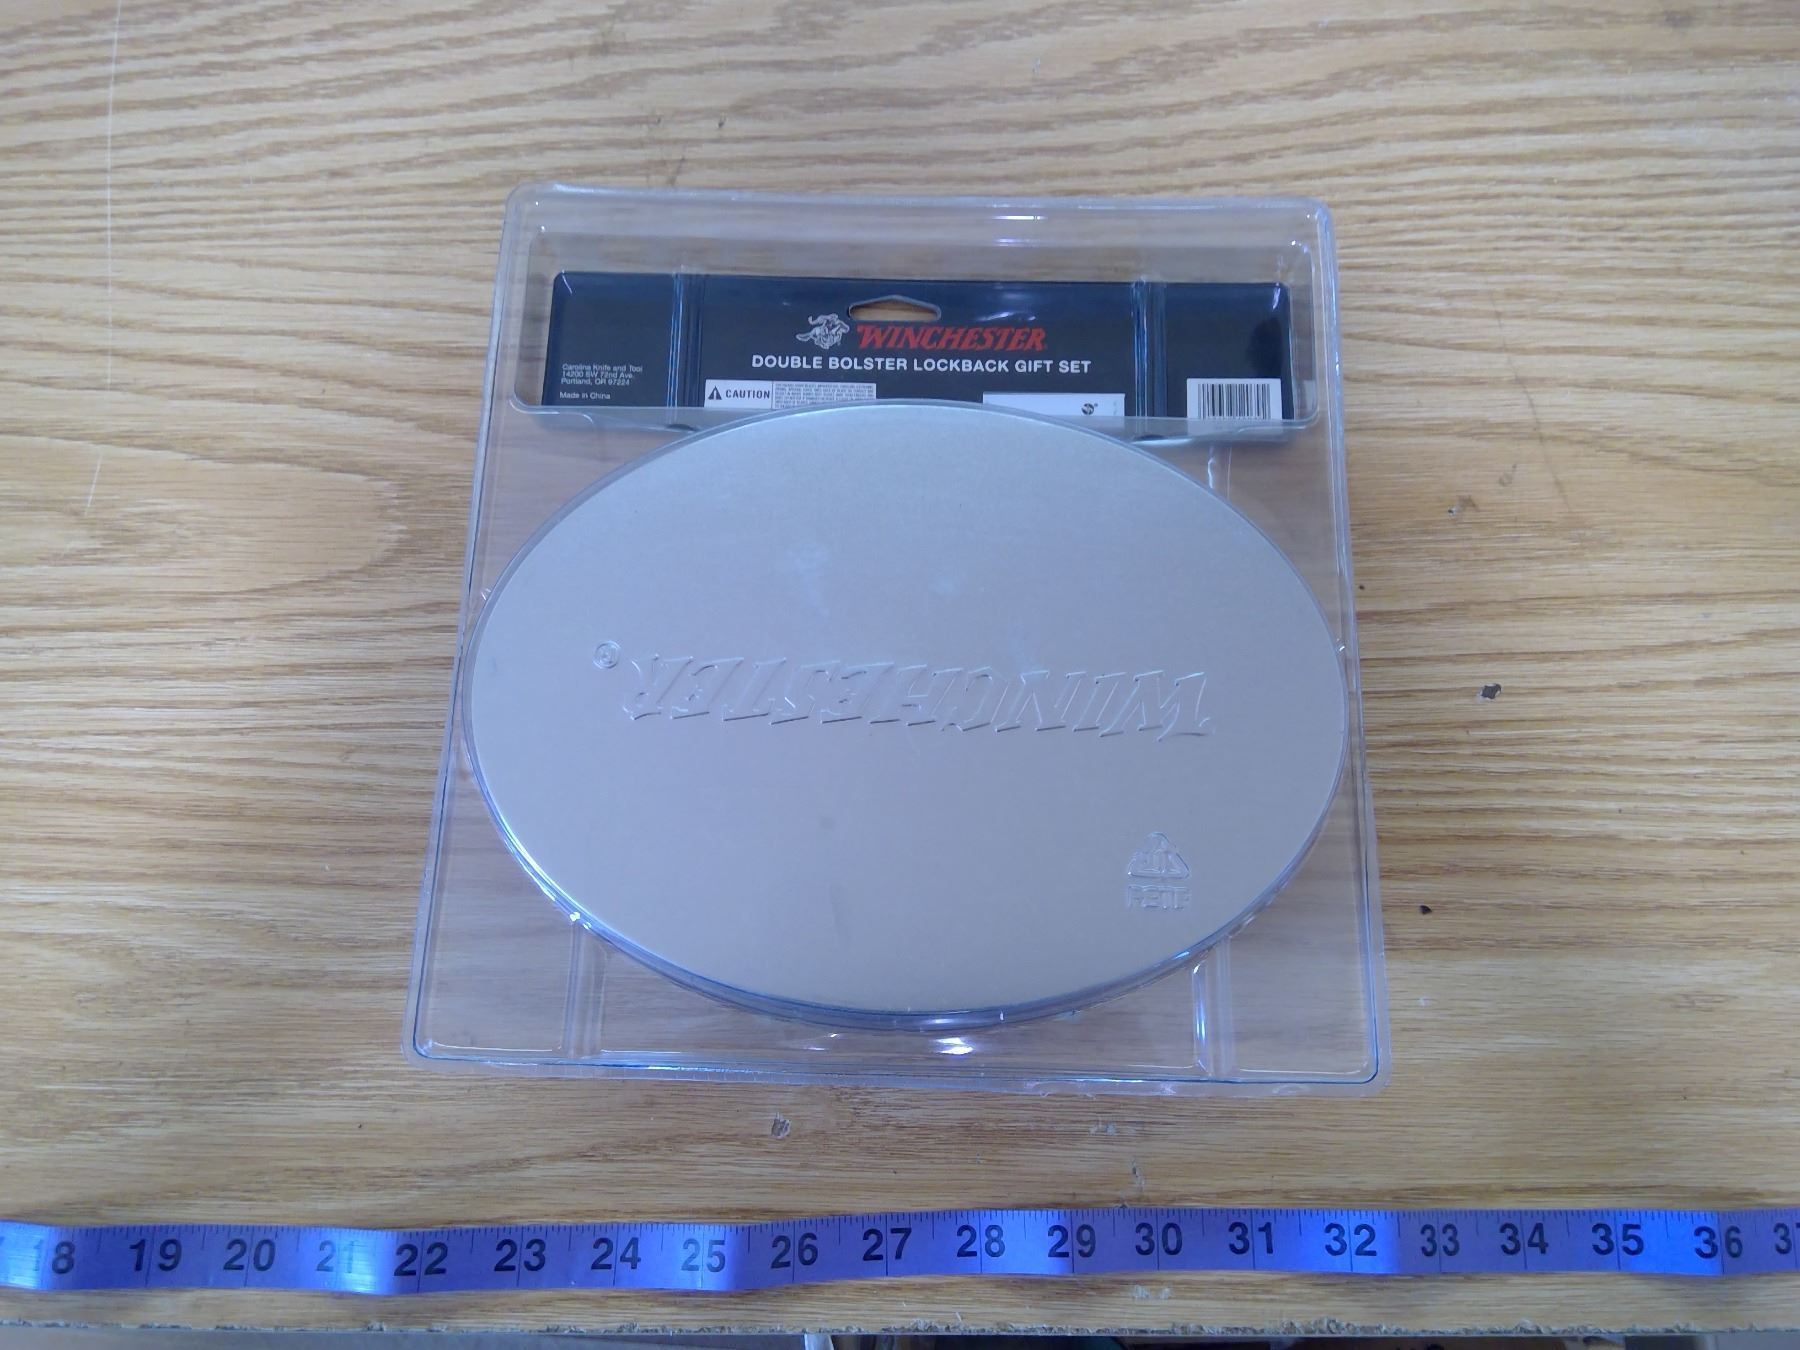 WINCHESTER
DOUBLE BOLSTER LOCKBACK GIFT SET
Carolina Knife and Tool
14200 SW 72nd Ave.
Portland, OR 97224
Made in China
CAUTION
WINCHESTER®
18 19 20 21 22 23 24 25 26 27 28 29 30 31 32 33 34 35 36